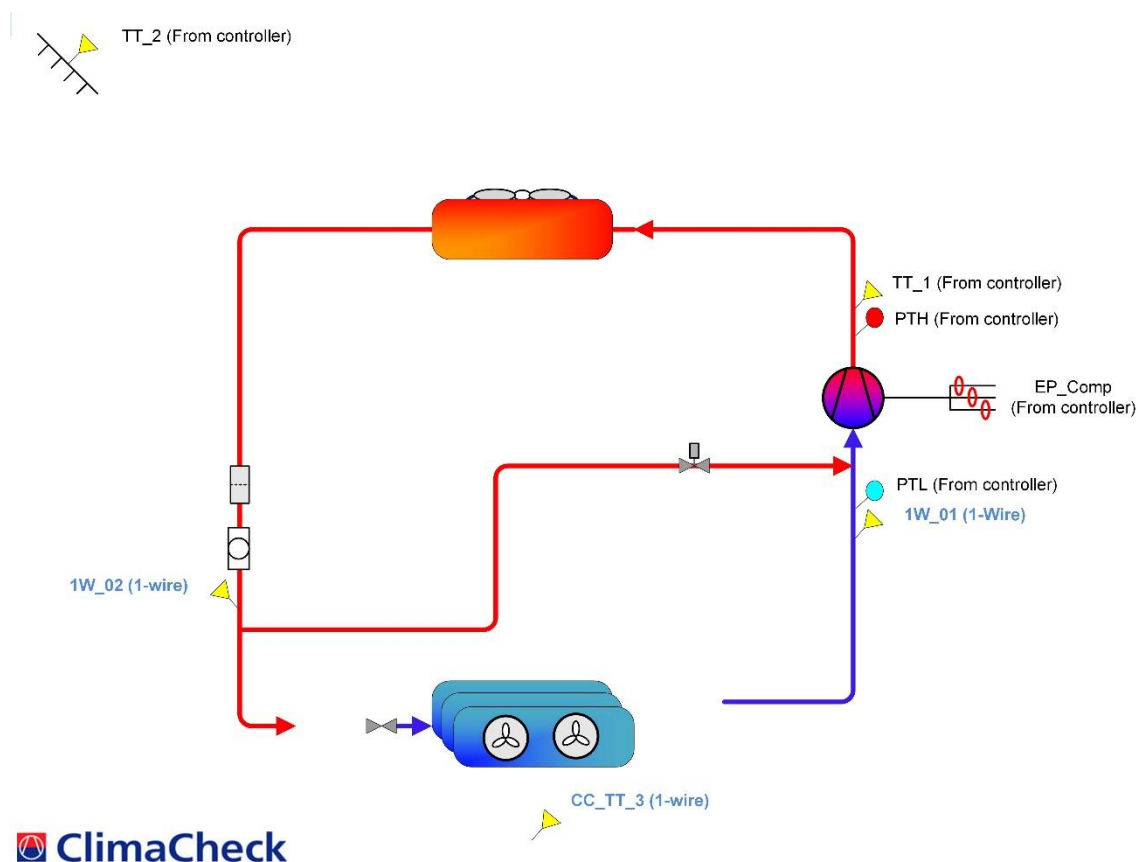 TT_2 (From controller)
TT_1 (From controller)
PTH (From controller)
EP_Comp
(From controller)
PTL (From controller)
1W_01 (1-Wire)
1W_02 (1-wire)
CC_TT_3 (1-wire)
ClimaCheck